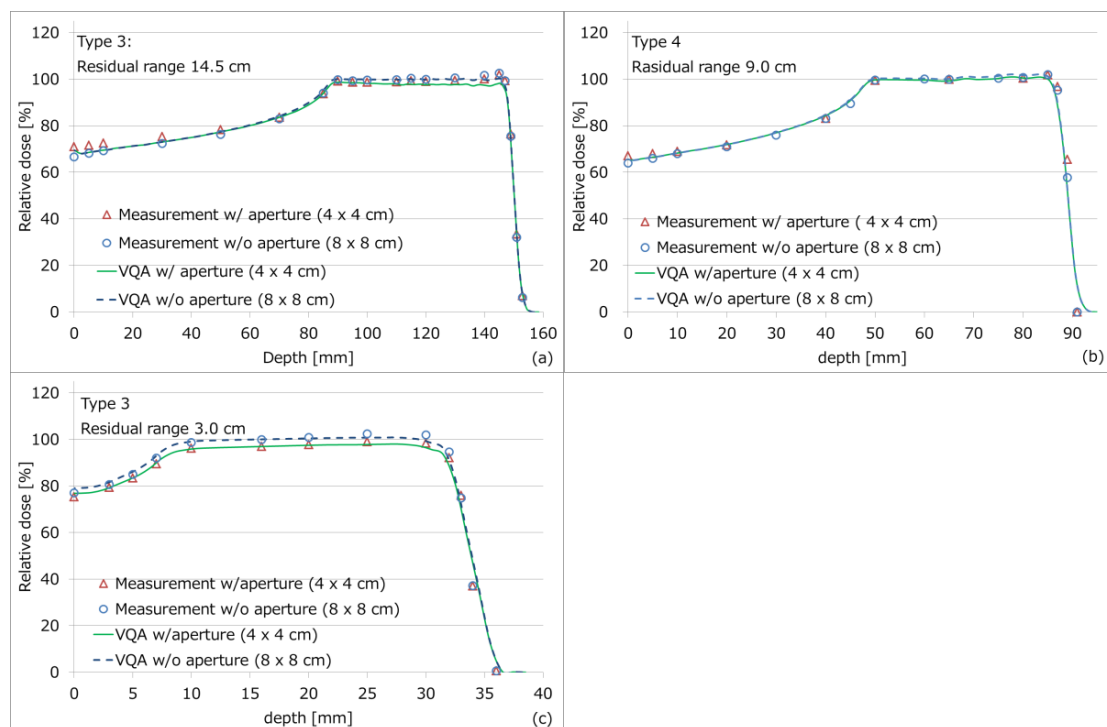 Type 3:
Residual range 14.5 cm
Relative dose [%]
120
100
80
60
40
20
0
Measurement w/ aperture (4 x 4 cm)
Measurement w/o aperture (8 x 8 cm)
VQA w/ aperture (4 x 4 cm)
VQA w/o aperture (8 x 8 cm)
0 20 40 60 80 100 120 140 160
Depth [mm]
(a)
Type 4
Rasidual range 9.0 cm
Relative dose [%]
120
100
80
60
40
20
0
Measurement w/ aperture ( 4 x 4 cm)
Measurement w/o aperture (8 x 8 cm)
VQA w/aperture (4 x 4 cm)
VQA w/o aperture (8 x 8 cm)
0 10 20 30 40 50 60 70 80 90
depth [mm]
(b)
Type 3
Residual range 3.0 cm
Relative dose [%]
120
100
80
60
40
20
0
Measurement w/aperture (4 x 4 cm)
Measurement w/o aperture (8 x 8 cm)
VQA w/aperture (4 x 4 cm)
VQA w/o aperture (8 x 8 cm)
0 5 10 15 20 25 30 35 40
depth [mm]
(c)